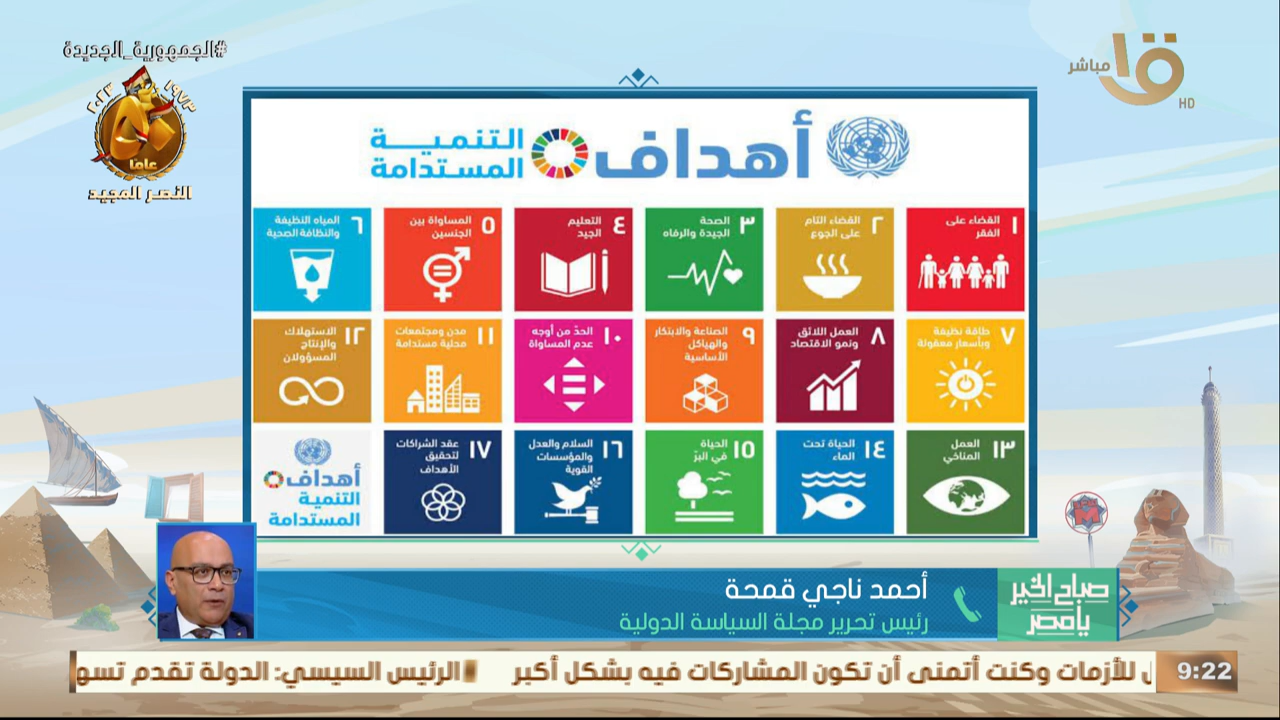 #الجمهورية_الجديدة
١٩٧٣
٢٠٢٣
٥٠
عاما
النصر المجيد
مباشر
HD
أهداف
التنمية
المستدامة
١ القضاء على
الفقر
٢ القضاء التام
على الجوع
٣ الصحة
الجيدة والرفاه
٤ التعليم
الجيد
٥ المساواة بين
الجنسين
٦ المياه النظيفة
والنظافة الصحية
٧ طاقة نظيفة
وبأسعار معقولة
٨ العمل اللائق
ونمو الاقتصاد
٩ الصناعة والابتكار
والهياكل
الأساسية
١٠ الحدّ من أوجه
عدم المساواة
١١ مدن ومجتمعات
محلية مستدامة
١٢ الاستهلاك
والإنتاج
المسؤولان
١٣ العمل
المناخي
١٤ الحياة تحت
الماء
١٥ الحياة
في البرّ
١٦ السلام والعدل
والمؤسسات
القوية
١٧ عقد الشراكات
لتحقيق
الأهداف
أهداف
التنمية
المستدامة
M
صباح الخير
يا مصر
أحمد ناجي قمحة
رئيس تحرير مجلة السياسة الدولية
9:22
ل للأزمات وكنت أتمنى أن تكون المشاركات فيه بشكل أكبر
الرئيس السيسي: الدولة تقدم تسه